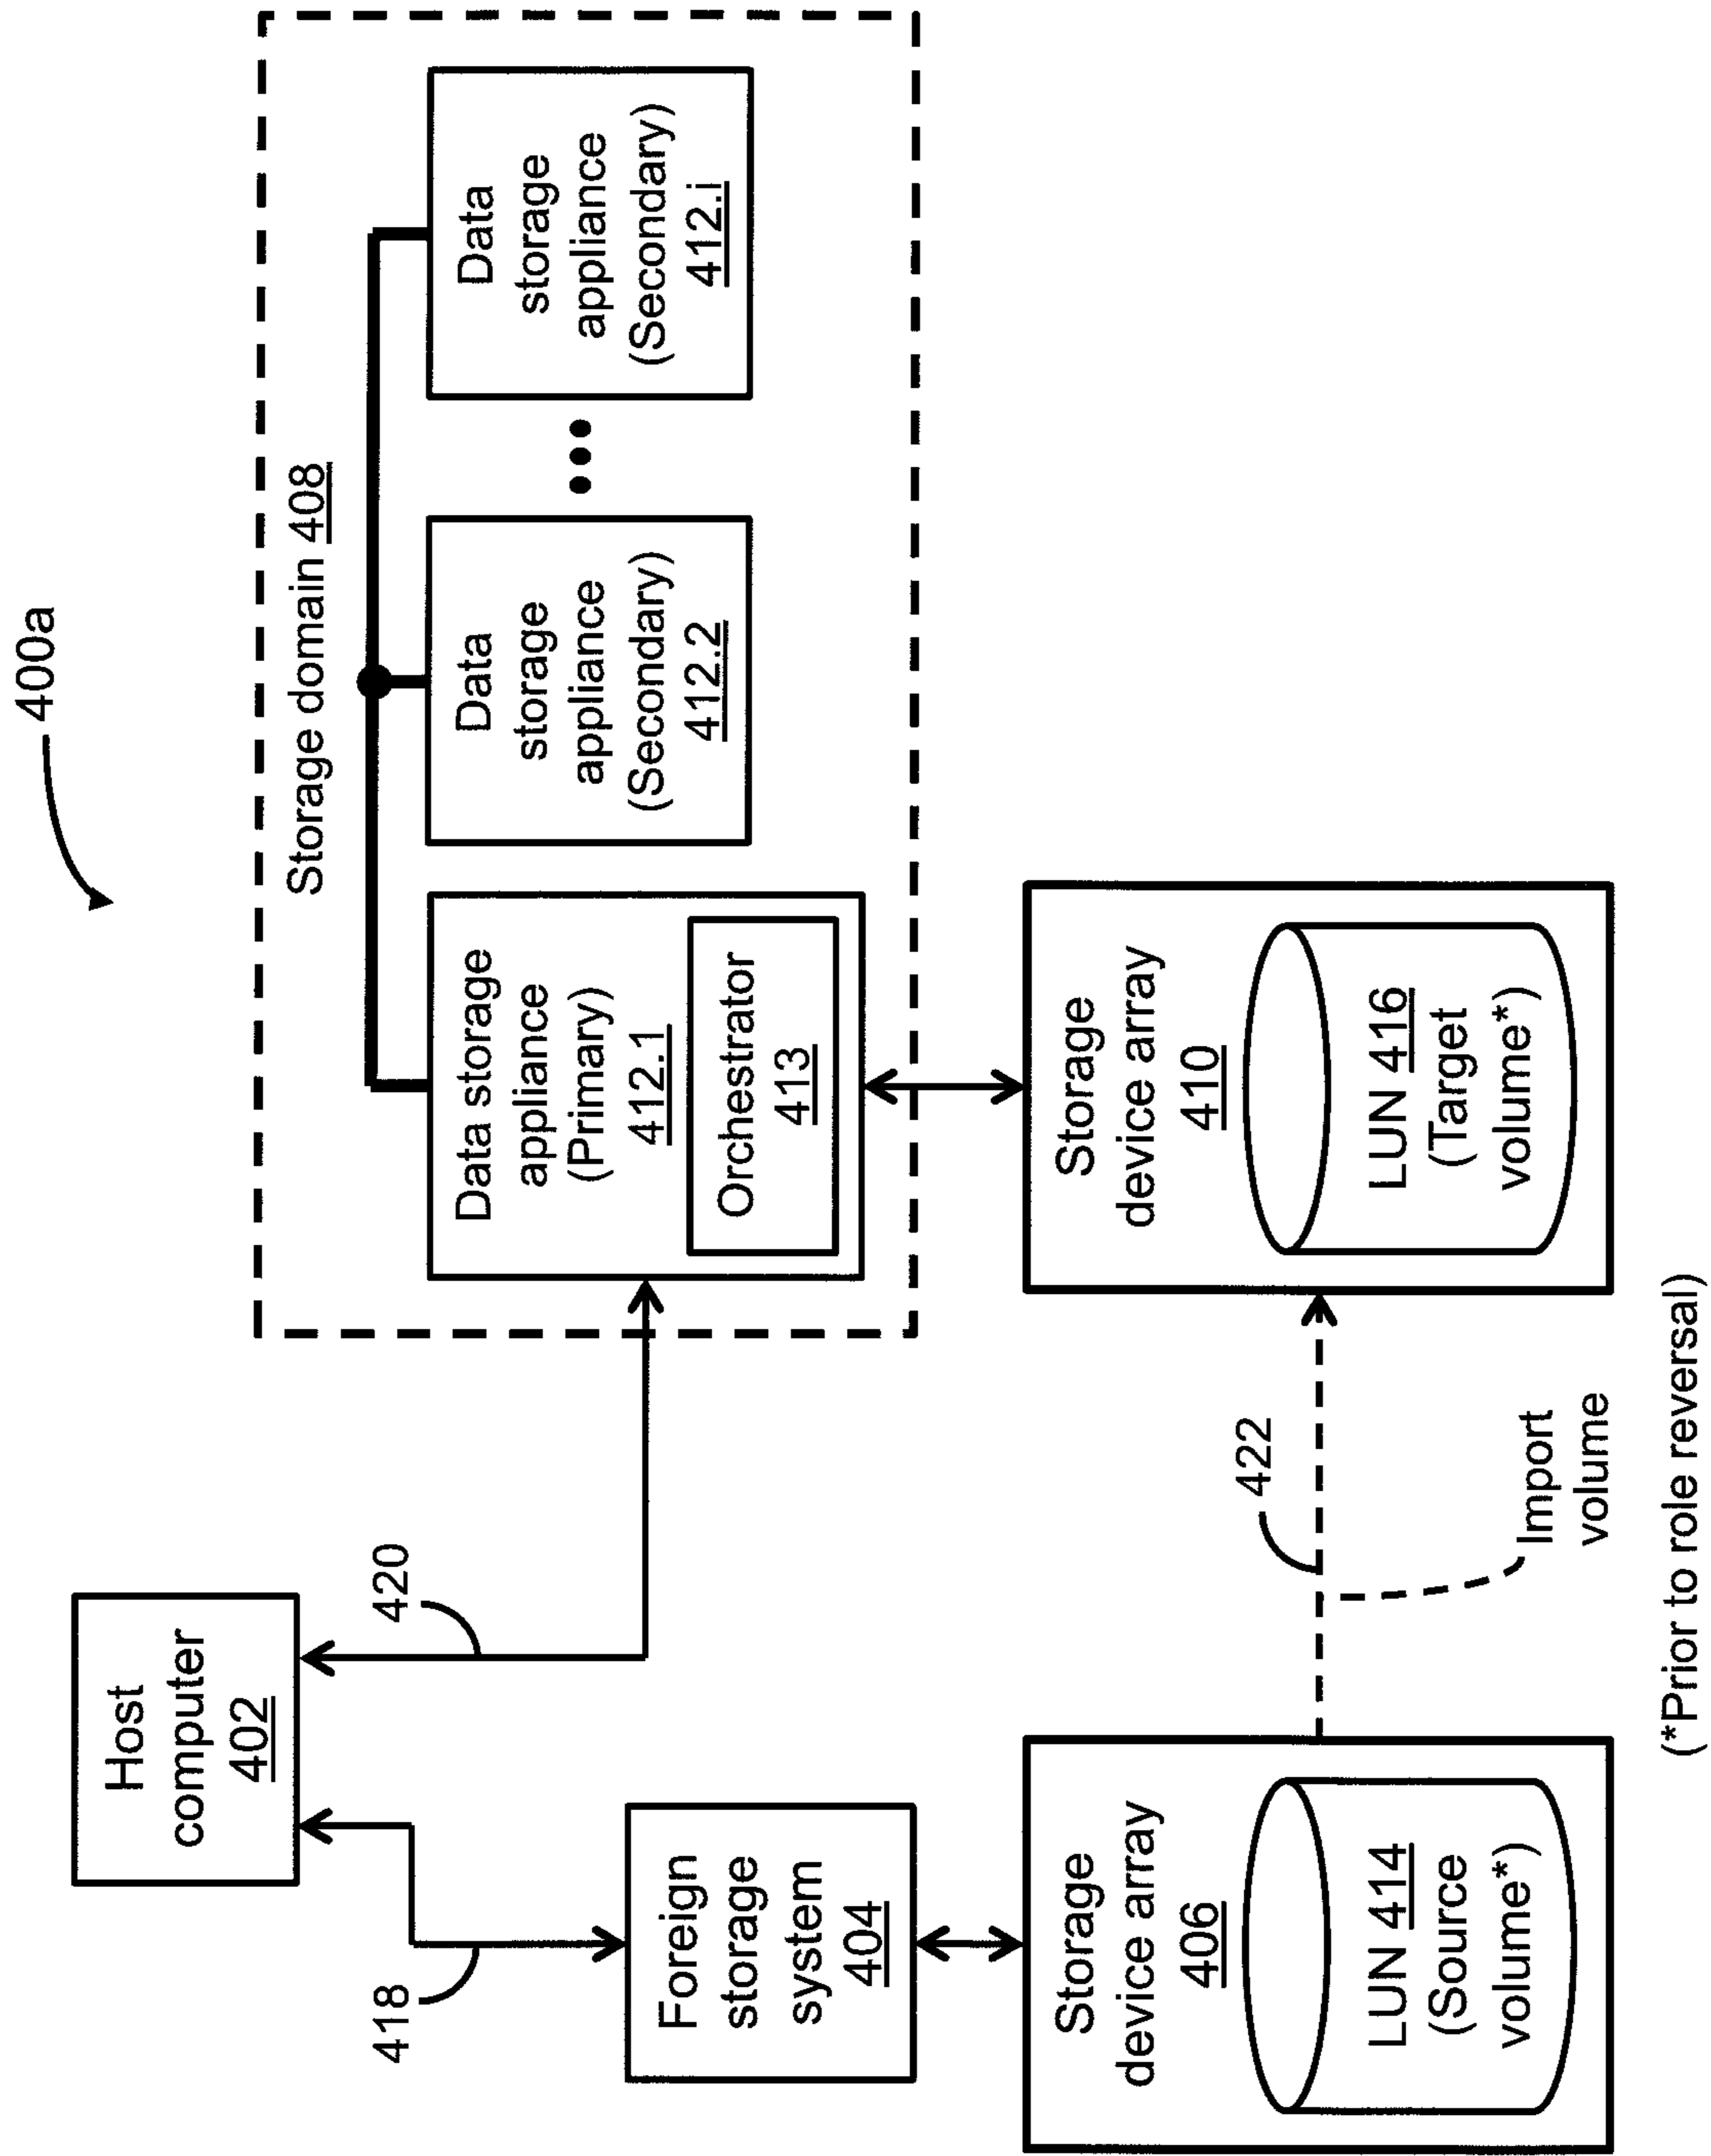 400a
Host
computer
402
418
420
Storage domain 408
Data storage
appliance
(Primary)
412.1
Orchestrator
413
Data
storage
appliance
(Secondary)
412.2
•••
Data
storage
appliance
(Secondary)
412.i
Foreign
storage
system
404
Storage
device array
406
LUN 414
(Source
volume*)
422
Import
volume
Storage
device array
410
LUN 416
(Target
volume*)
(*Prior to role reversal)